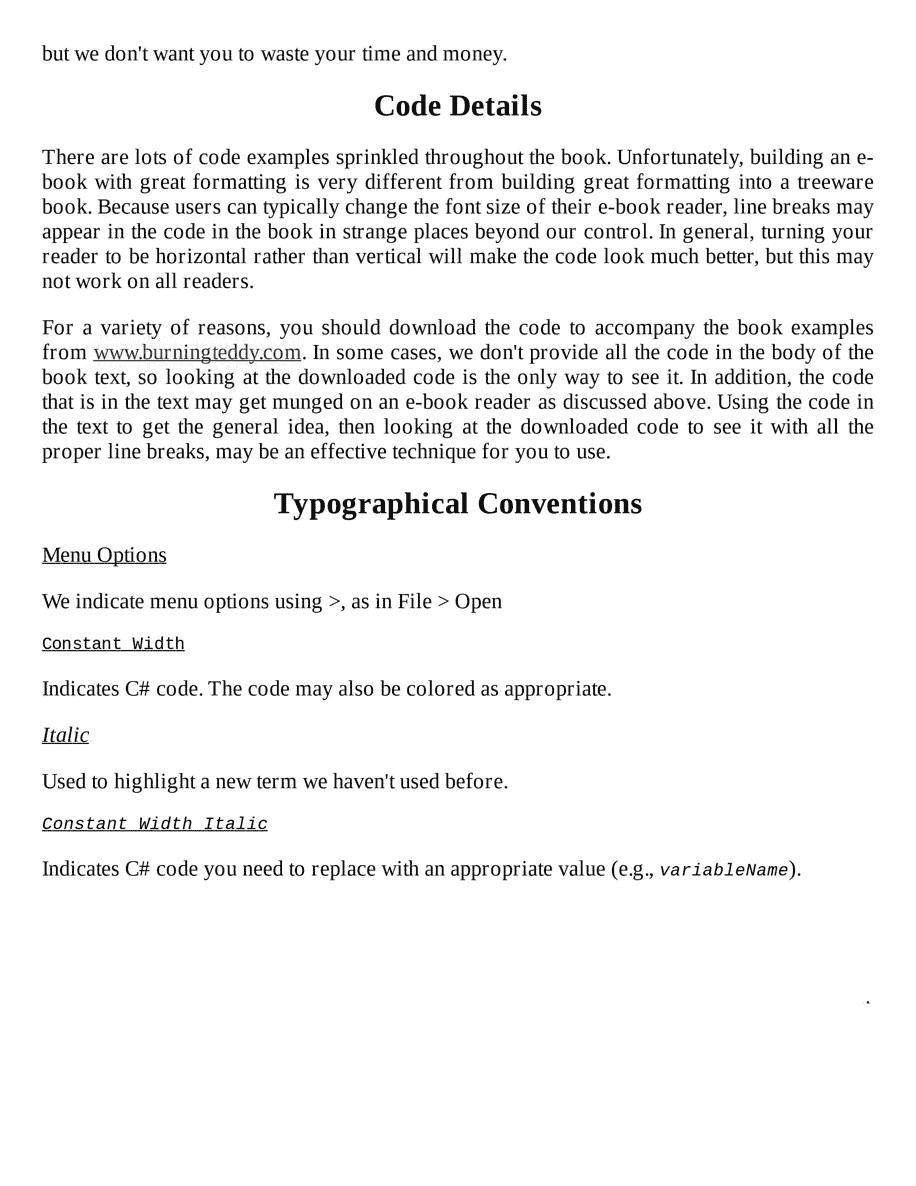 but we don't want you to waste your time and money.
Code Details
There are lots of code examples sprinkled throughout the book. Unfortunately, building an e-
book with great formatting is very different from building great formatting into a treeware
book. Because users can typically change the font size of their e-book reader, line breaks may
appear in the code in the book in strange places beyond our control. In general, turning your
reader to be horizontal rather than vertical will make the code look much better, but this may
not work on all readers.
For a variety of reasons, you should download the code to accompany the book examples
from www.burningteddy.com. In some cases, we don't provide all the code in the body of the
book text, so looking at the downloaded code is the only way to see it. In addition, the code
that is in the text may get munged on an e-book reader as discussed above. Using the code in
the text to get the general idea, then looking at the downloaded code to see it with all the
proper line breaks, may be an effective technique for you to use.
Typographical Conventions
Menu Options
We indicate menu options using >, as in File > Open
Constant Width
Indicates C# code. The code may also be colored as appropriate.
Italic
Used to highlight a new term we haven't used before.
Constant Width Italic
Indicates C# code you need to replace with an appropriate value (e.g., variableName).
.